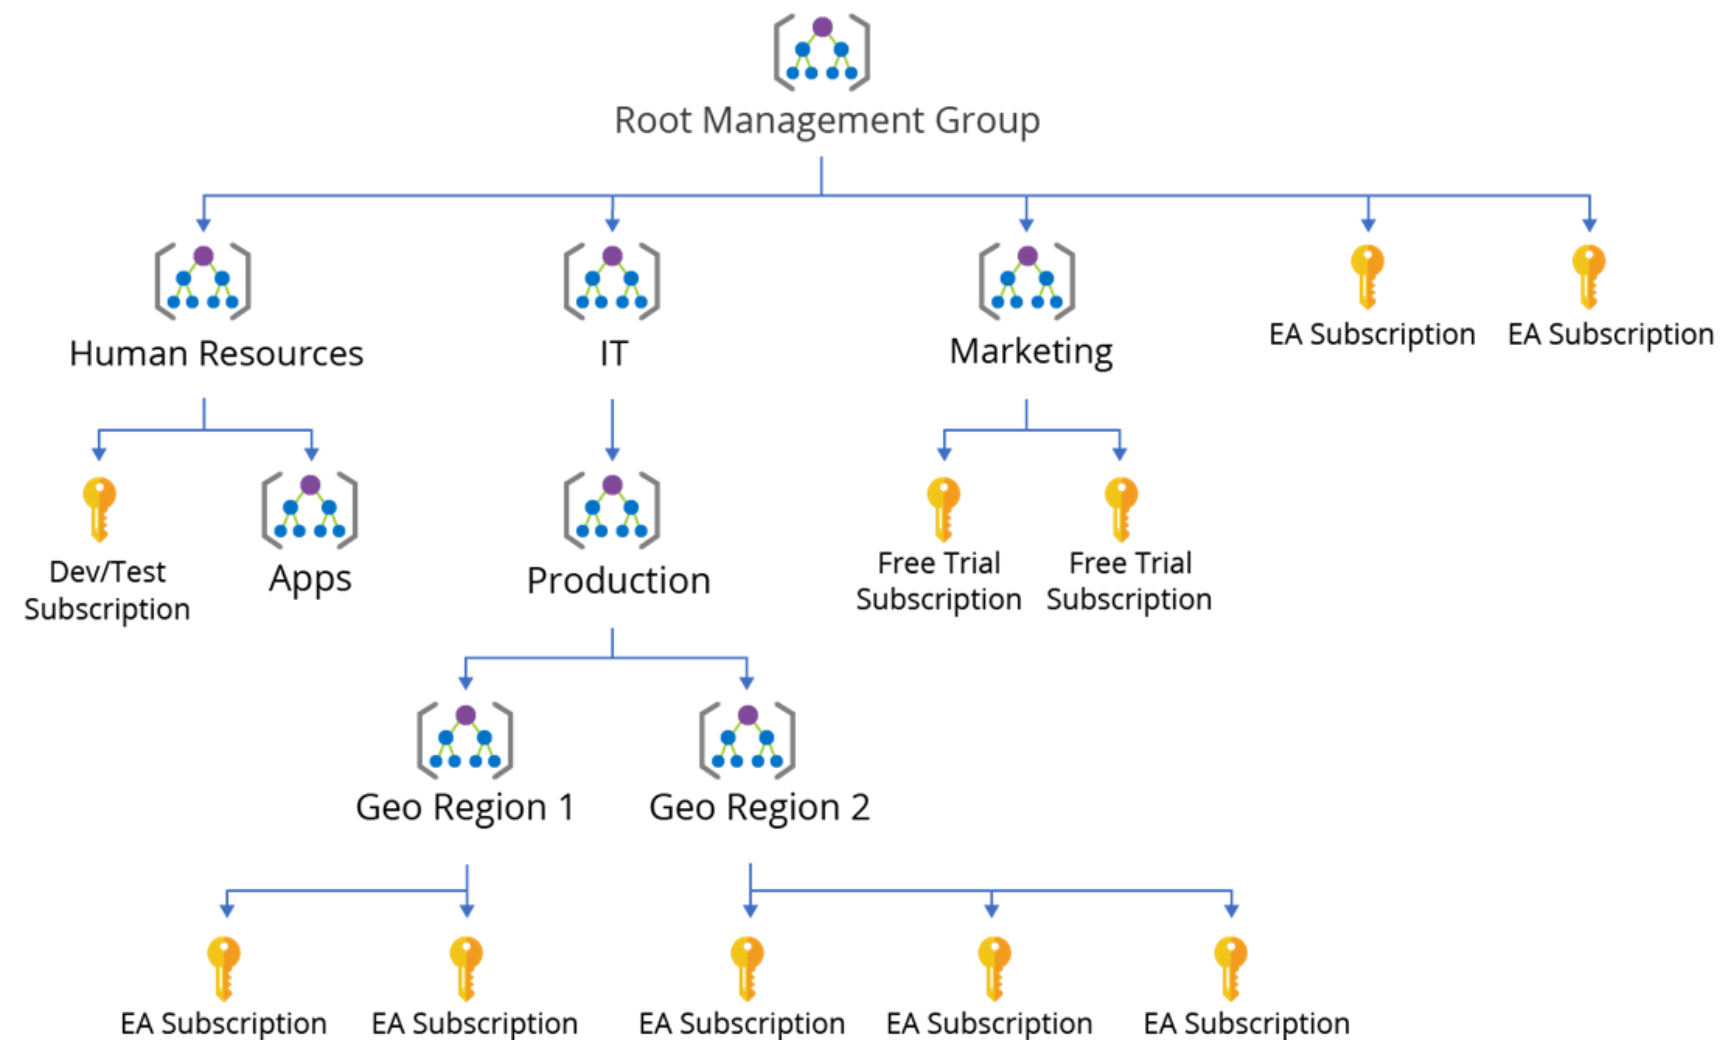 Root Management Group
Human Resources
IT
Marketing
EA Subscription
EA Subscription
Dev/Test
Subscription
Apps
Production
Free Trial
Subscription
Free Trial
Subscription
Geo Region 1
Geo Region 2
EA Subscription
EA Subscription
EA Subscription
EA Subscription
EA Subscription